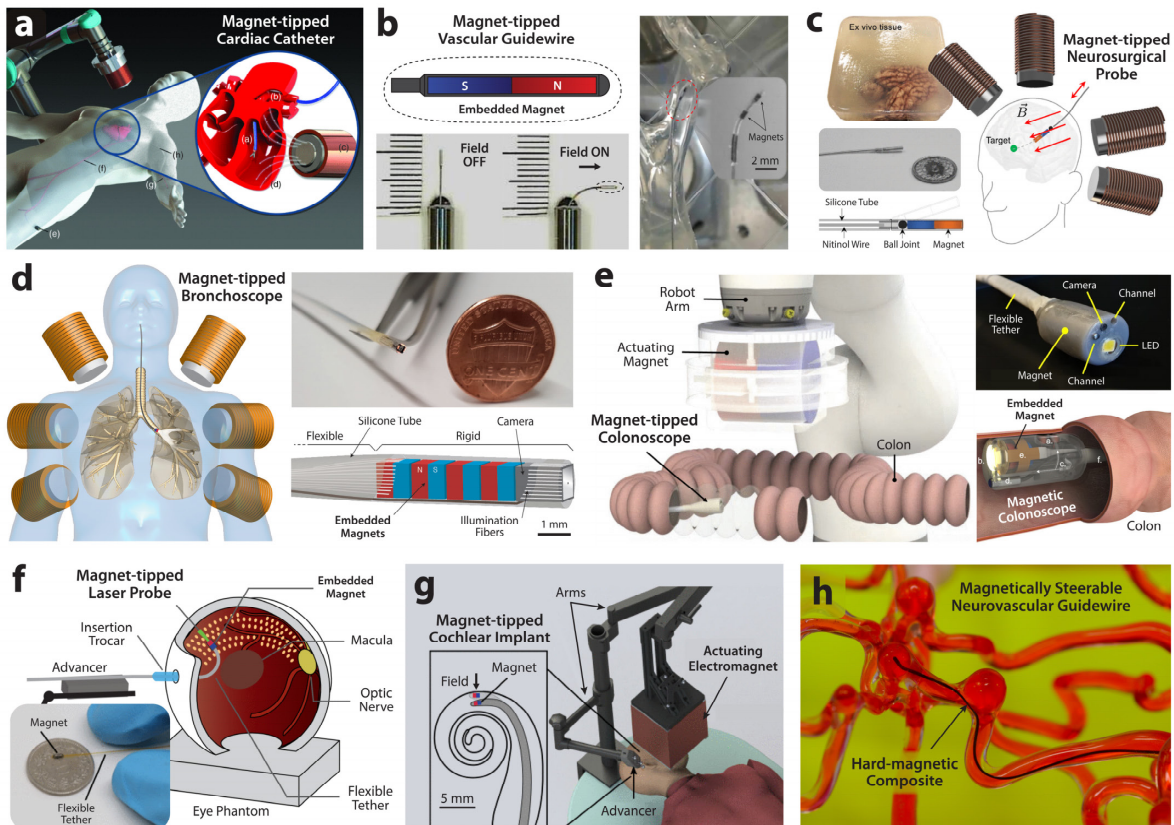 a
Magnet-tipped
Cardiac Catheter
(b)
(a)
(c)
(d)
(f)
(h)
(g)
(e)
b
Magnet-tipped
Vascular Guidewire
S
N
Embedded Magnet
Field
OFF
Field ON
Magnets
2 mm
c
Ex vivo tissue
Magnet-tipped
Neurosurgical
Probe
B
Target
Silicone Tube
Nitinol Wire
Ball Joint
Magnet
d
Magnet-tipped
Bronchoscope
Flexible
Silicone Tube
Rigid
Camera
N
S
Embedded
Magnets
Illumination
Fibers
1 mm
e
Robot
Arm
Actuating
Magnet
Magnet-tipped
Colonoscope
Colon
Camera
Channel
Flexible
Tether
LED
Magnet
Channel
Embedded
Magnet
b.
e.
e.
c.
d.
f.
Magnetic
Colonoscope
Colon
f
Magnet-tipped
Laser Probe
Embedded
Magnet
Insertion
Trocar
Macula
Advancer
Optic
Nerve
Magnet
Flexible
Tether
Flexible
Tether
Eye Phantom
g
Magnet-tipped
Cochlear Implant
Arms
Field
Magnet
Actuating
Electromagnet
5 mm
Advancer
h
Magnetically Steerable
Neurovascular Guidewire
Hard-magnetic
Composite